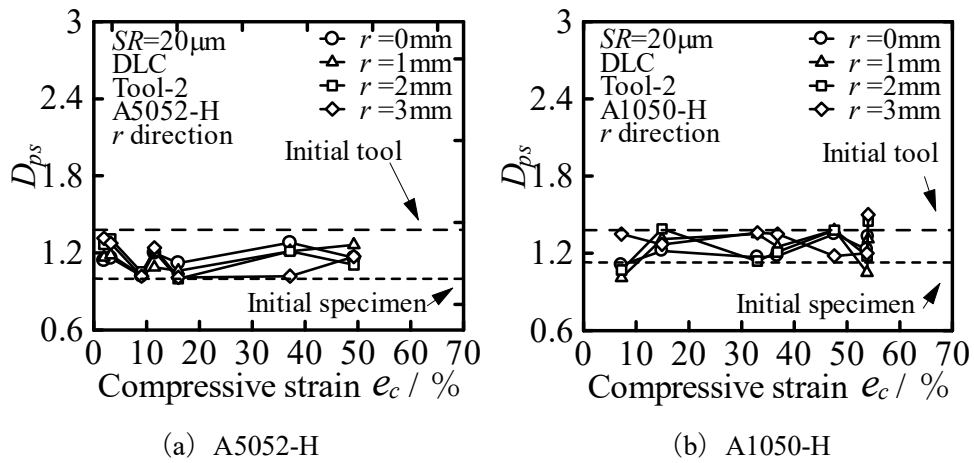 3
2.4
1.8
1.2
0.6
D_ps
SR=20μm
DLC
Tool-2
A5052-H
r direction
r =0mm
r =1mm
r =2mm
r =3mm
Initial tool
Initial specimen
0 10 20 30 40 50 60 70
Compressive strain e_c / %
(a) A5052-H
3
2.4
1.8
1.2
0.6
D_ps
SR=20μm
DLC
Tool-2
A1050-H
r direction
r =0mm
r =1mm
r =2mm
r =3mm
Initial tool
Initial specimen
0 10 20 30 40 50 60 70
Compressive strain e_c / %
(b) A1050-H